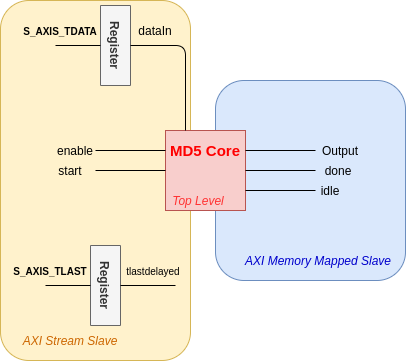 S_AXIS_TDATA
Register
dataIn
enable
start
MD5 Core
Top Level
Output
done
idle
S_AXIS_TLAST
Register
tlastdelayed
AXI Memory Mapped Slave
AXI Stream Slave